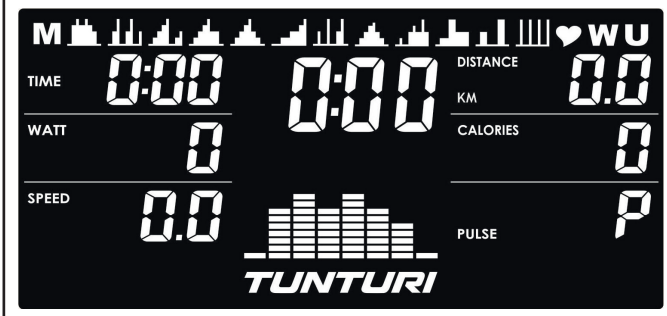 M W U
TIME 0:00
0:00
DISTANCE
KM 0.0
WATT 0
CALORIES 0
SPEED 0.0
PULSE P
TUNTURI